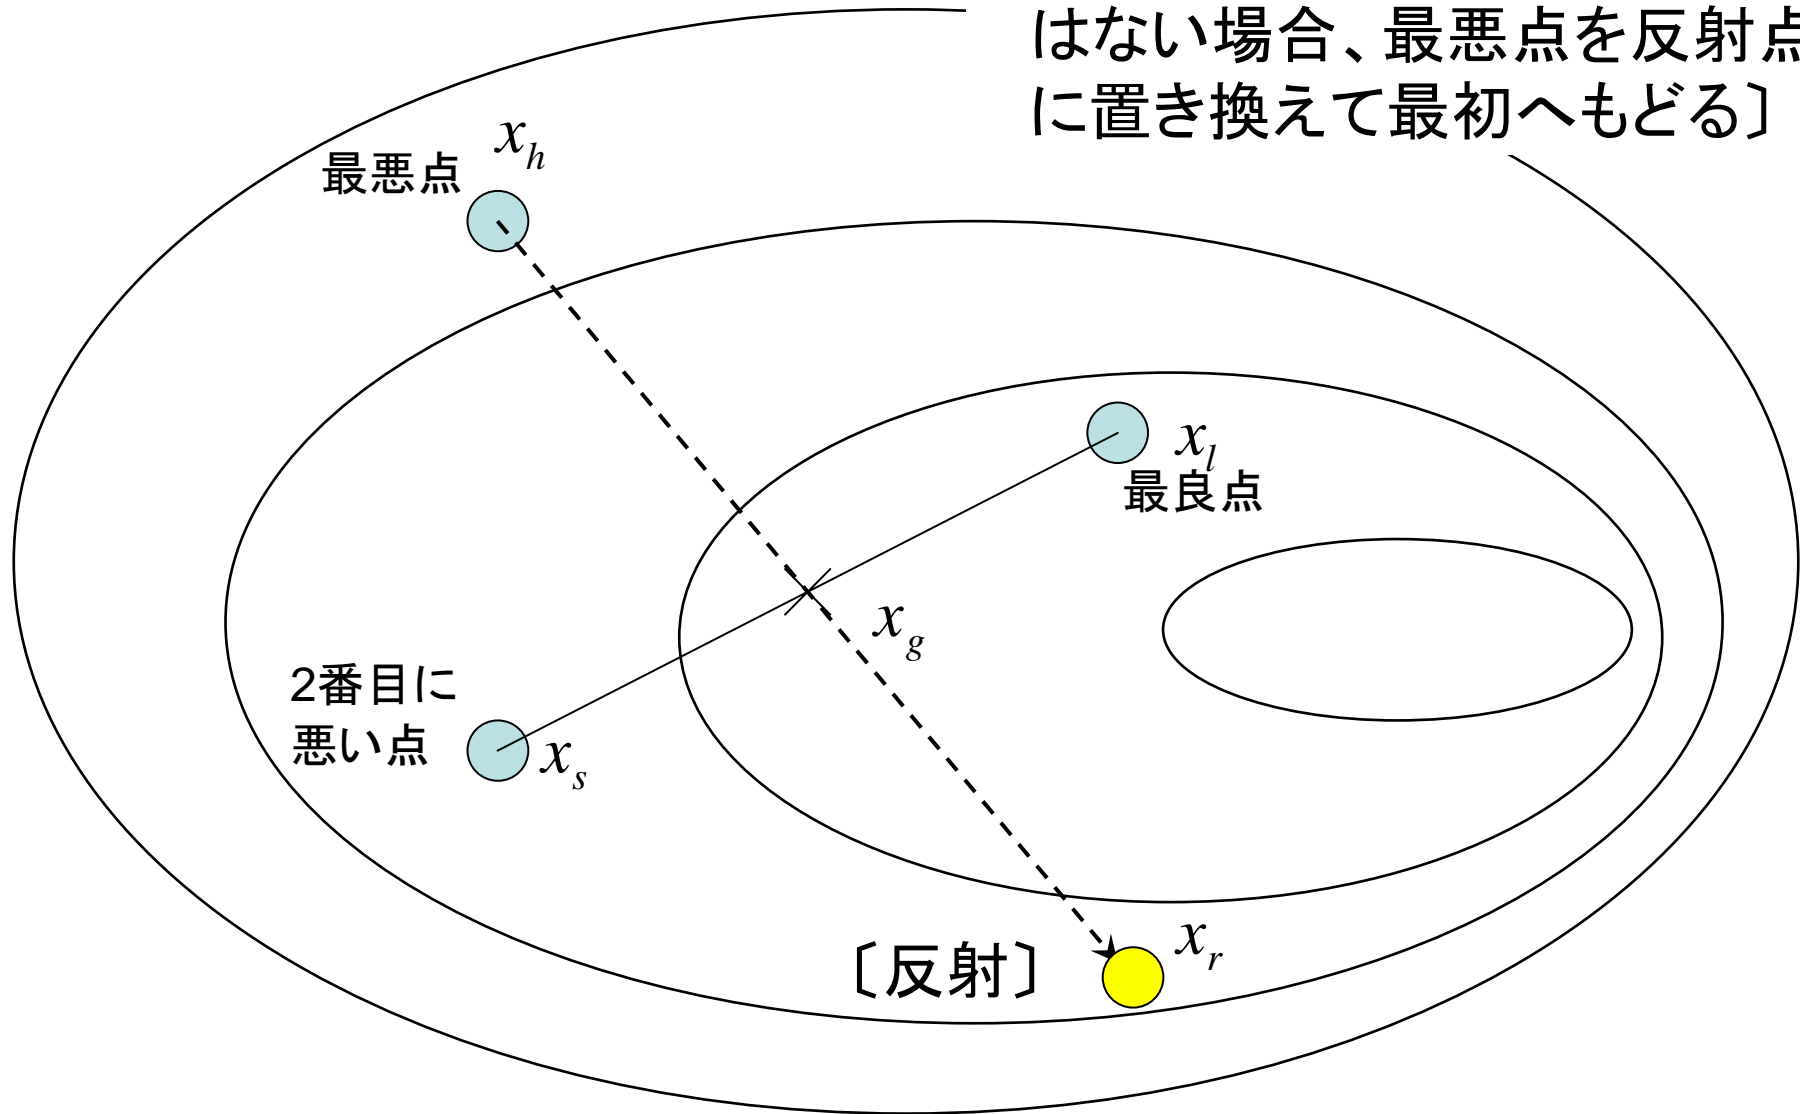 はない場合、最悪点を反射点
に置き換えて最初へもどる〕
x_h
最悪点
x_l
最良点
x_g
2番目に
悪い点
x_s
x_r
〔反射〕